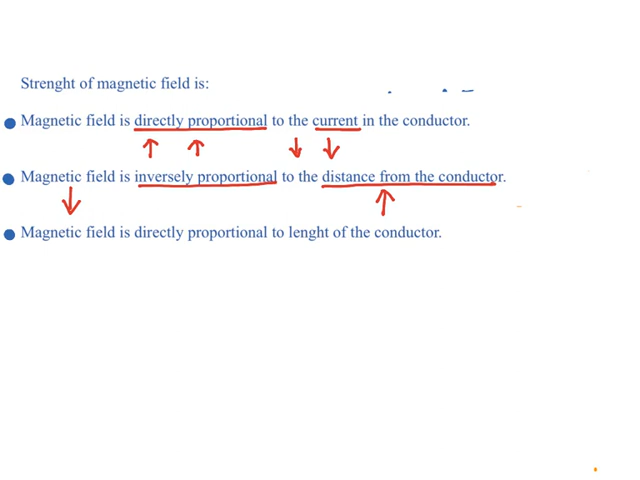 Strenght of magnetic field is:
Magnetic field is directly proportional to the current in the conductor.
Magnetic field is inversely proportional to the distance from the conductor.
Magnetic field is directly proportional to lenght of the conductor.